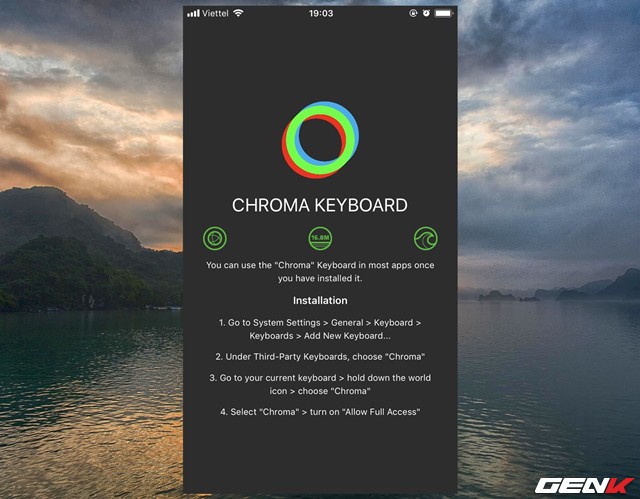 Viettel 19:03
CHROMA KEYBOARD
16.8M
You can use the "Chroma" Keyboard in most apps once
you have installed it.
Installation
1. Go to System Settings > General > Keyboard >
Keyboards > Add New Keyboard...
2. Under Third-Party Keyboards, choose "Chroma"
3. Go to your current keyboard > hold down the world
icon > choose "Chroma"
4. Select "Chroma" > turn on "Allow Full Access"
GENK